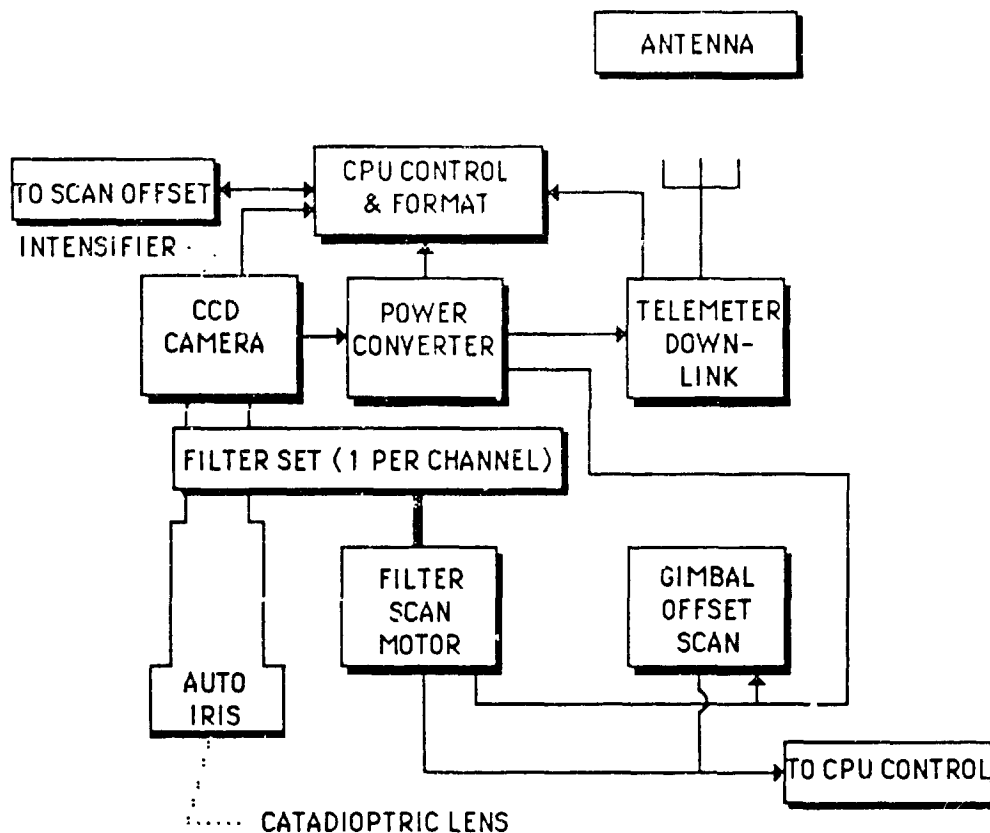 ANTENNA
TO SCAN OFFSET
CPU CONTROL
& FORMAT
INTENSIFIER
CCD
CAMERA
POWER
CONVERTER
TELEMETER
DOWN-
LINK
FILTER SET (1 PER CHANNEL)
FILTER
SCAN
MOTOR
GIMBAL
OFFSET
SCAN
AUTO
IRIS
TO CPU CONTROL
CATADIOPTRIC LENS